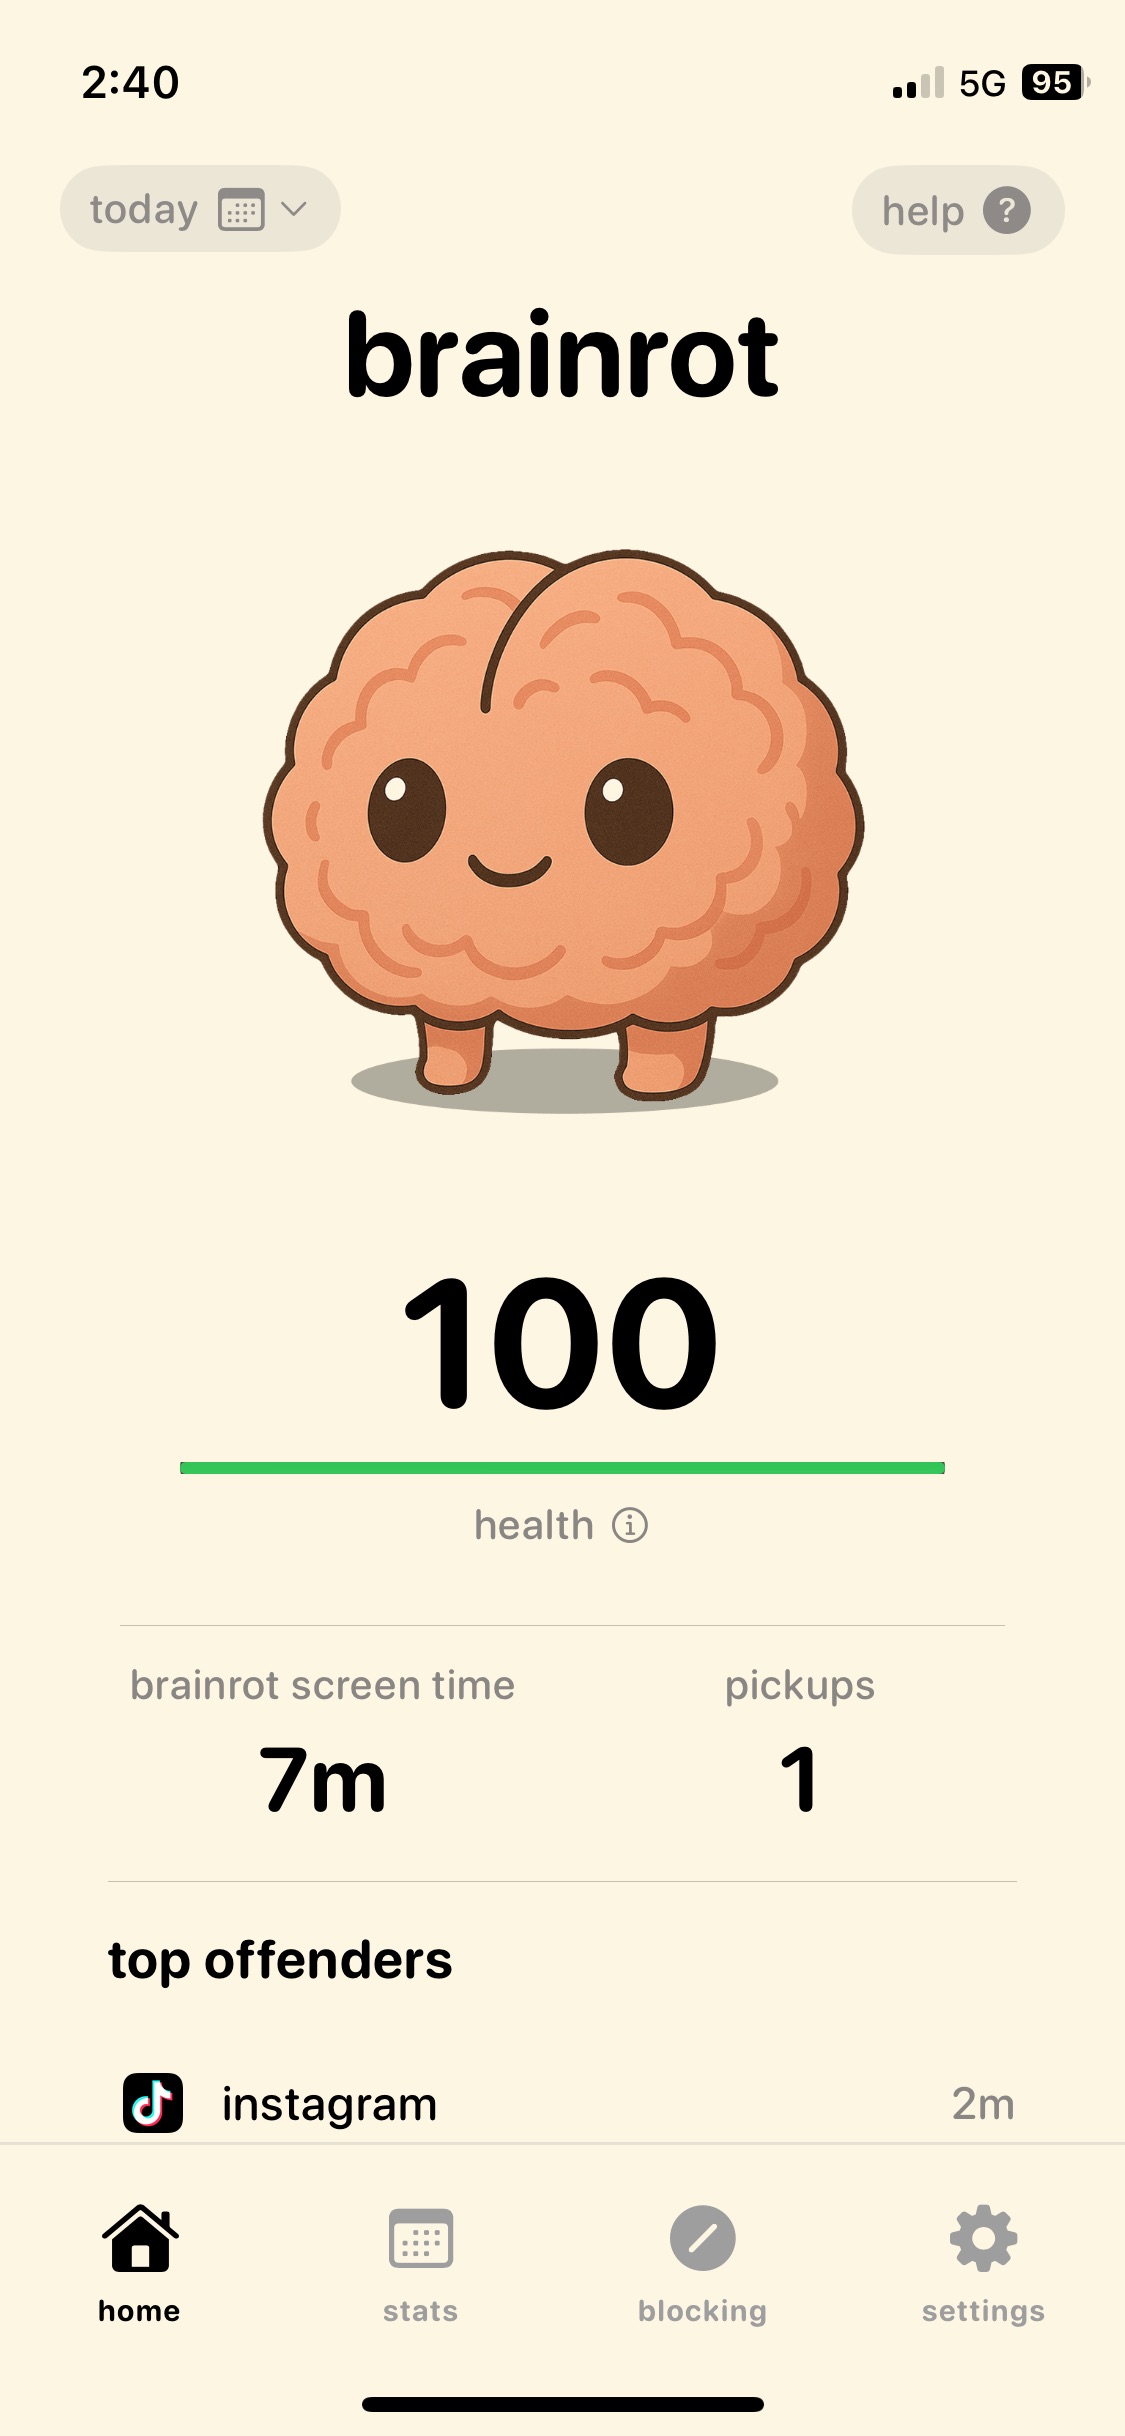 2:40 5G 95
today help ?
brainrot
100
health i
brainrot screen time pickups
7m 1
top offenders
instagram 2m
home stats blocking settings